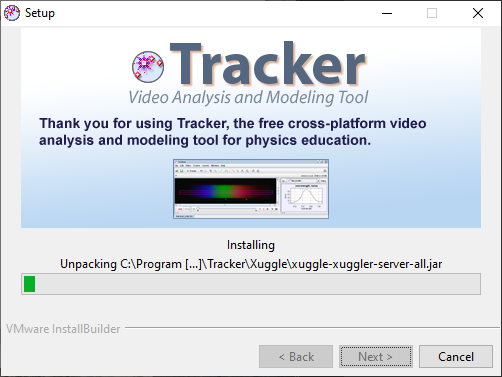 Setup
Tracker
Video Analysis and Modeling Tool
Thank you for using Tracker, the free cross-platform video
analysis and modeling tool for physics education.
Installing
Unpacking C:\Program [...]\Tracker\Xuggle\xuggle-xuggler-server-all.jar
VMware InstallBuilder
< Back
Next >
Cancel